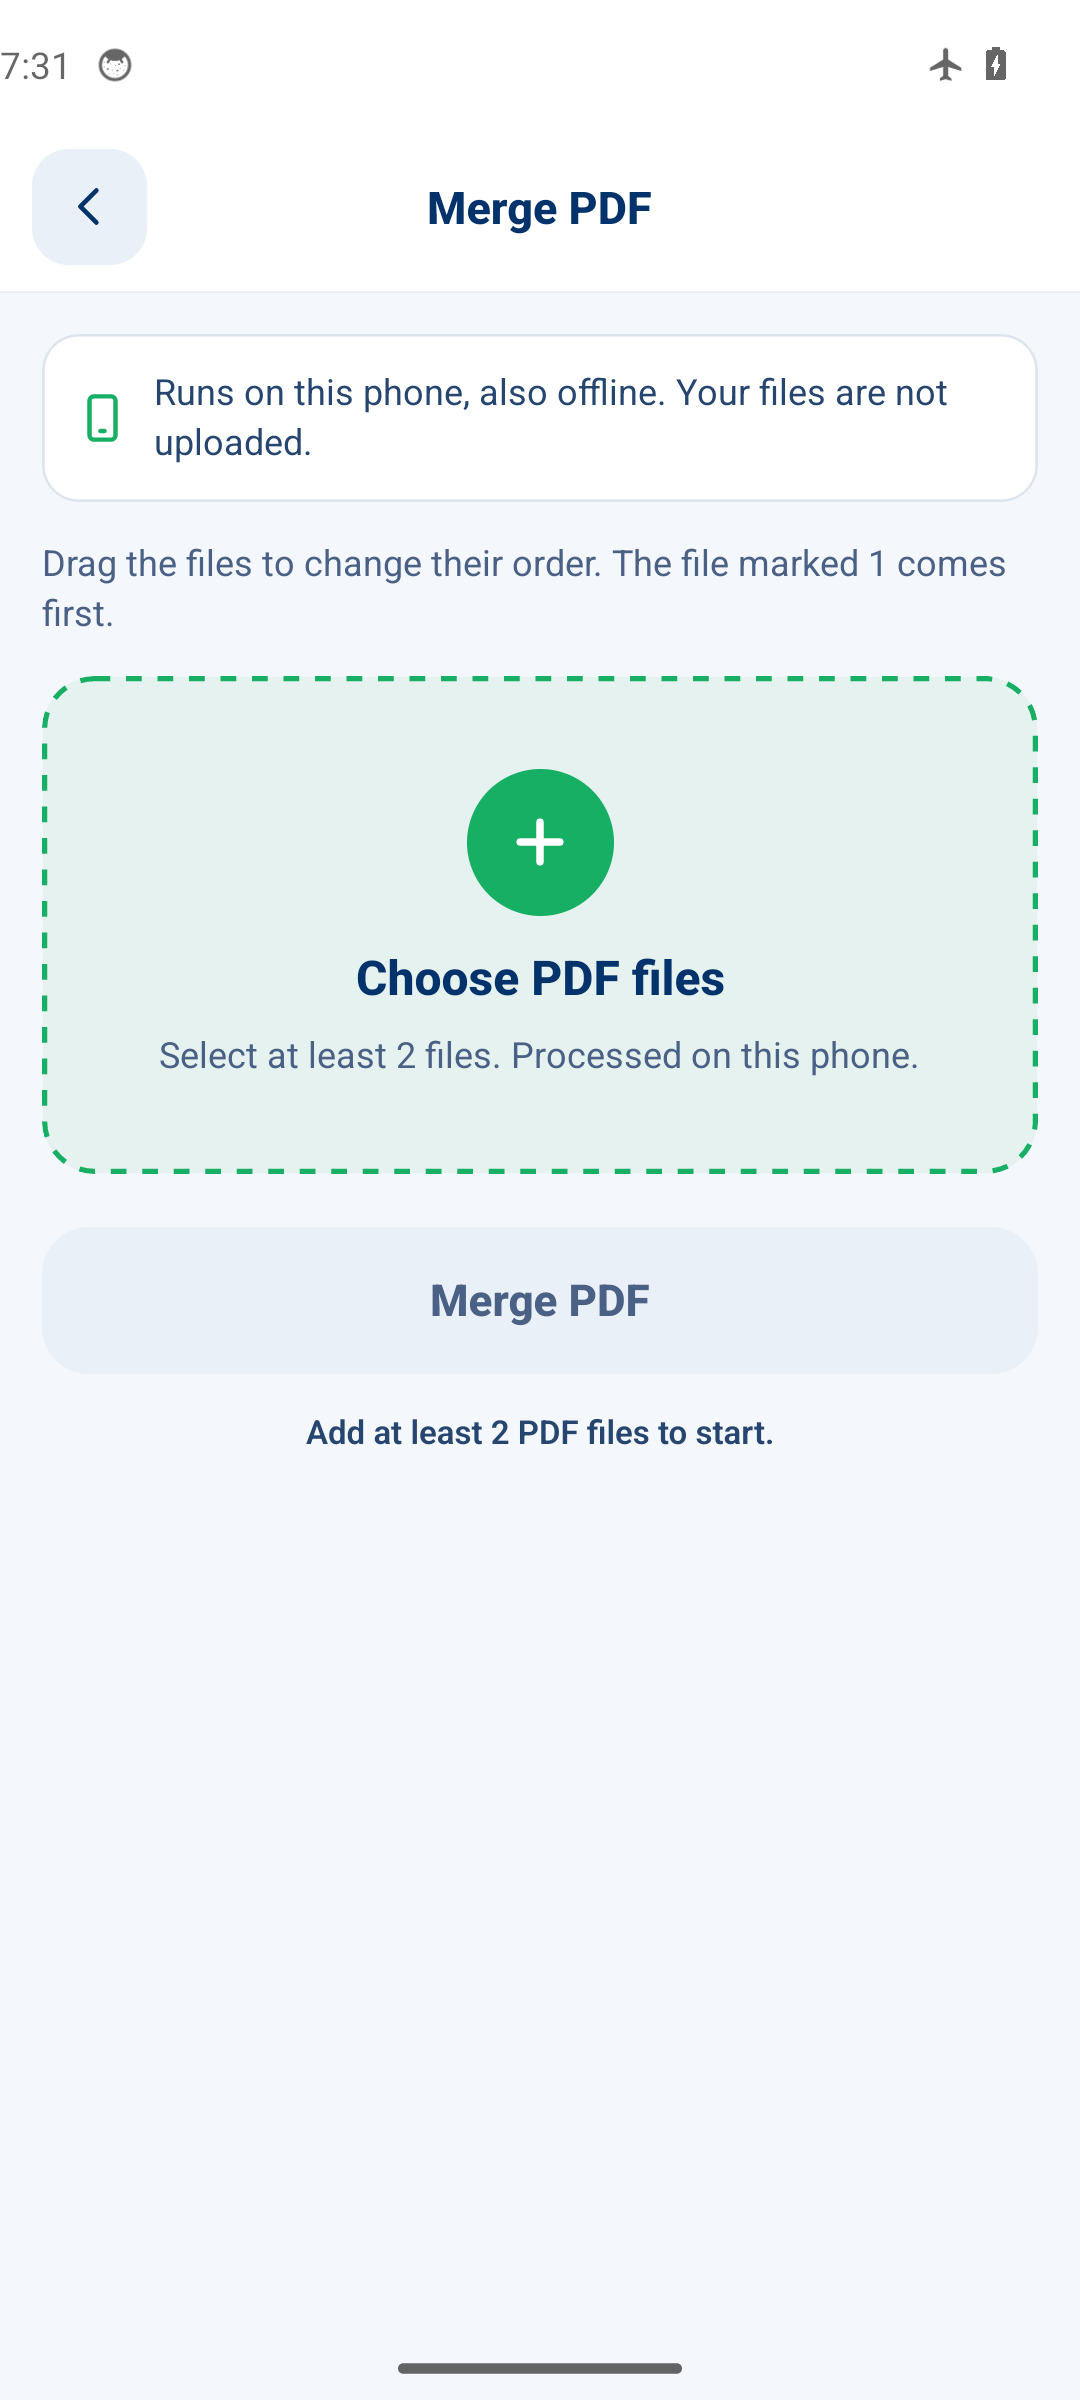 7:31
Merge PDF
Runs on this phone, also offline. Your files are not
uploaded.
Drag the files to change their order. The file marked 1 comes
first.
Choose PDF files
Select at least 2 files. Processed on this phone.
Merge PDF
Add at least 2 PDF files to start.